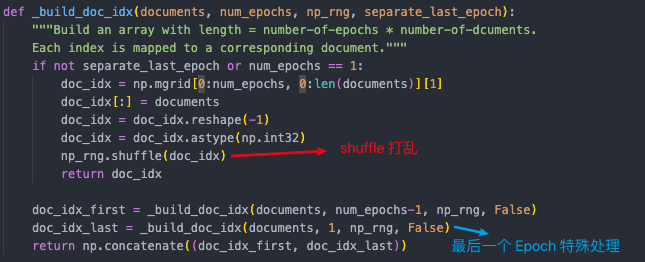 def _build_doc_idx(documents, num_epochs, np_rng, separate_last_epoch):
    """Build an array with length = number-of-epochs * number-of-dcuments.
    Each index is mapped to a corresponding document."""
    if not separate_last_epoch or num_epochs == 1:
        doc_idx = np.mgrid[0:num_epochs, 0:len(documents)][1]
        doc_idx[:] = documents
        doc_idx = doc_idx.reshape(-1)
        doc_idx = doc_idx.astype(np.int32)
        np_rng.shuffle(doc_idx) shuffle 打乱
        return doc_idx
    doc_idx_first = _build_doc_idx(documents, num_epochs-1, np_rng, False)
    doc_idx_last = _build_doc_idx(documents, 1, np_rng, False)
    return np.concatenate((doc_idx_first, doc_idx_last)) 最后一个 Epoch 特殊处理